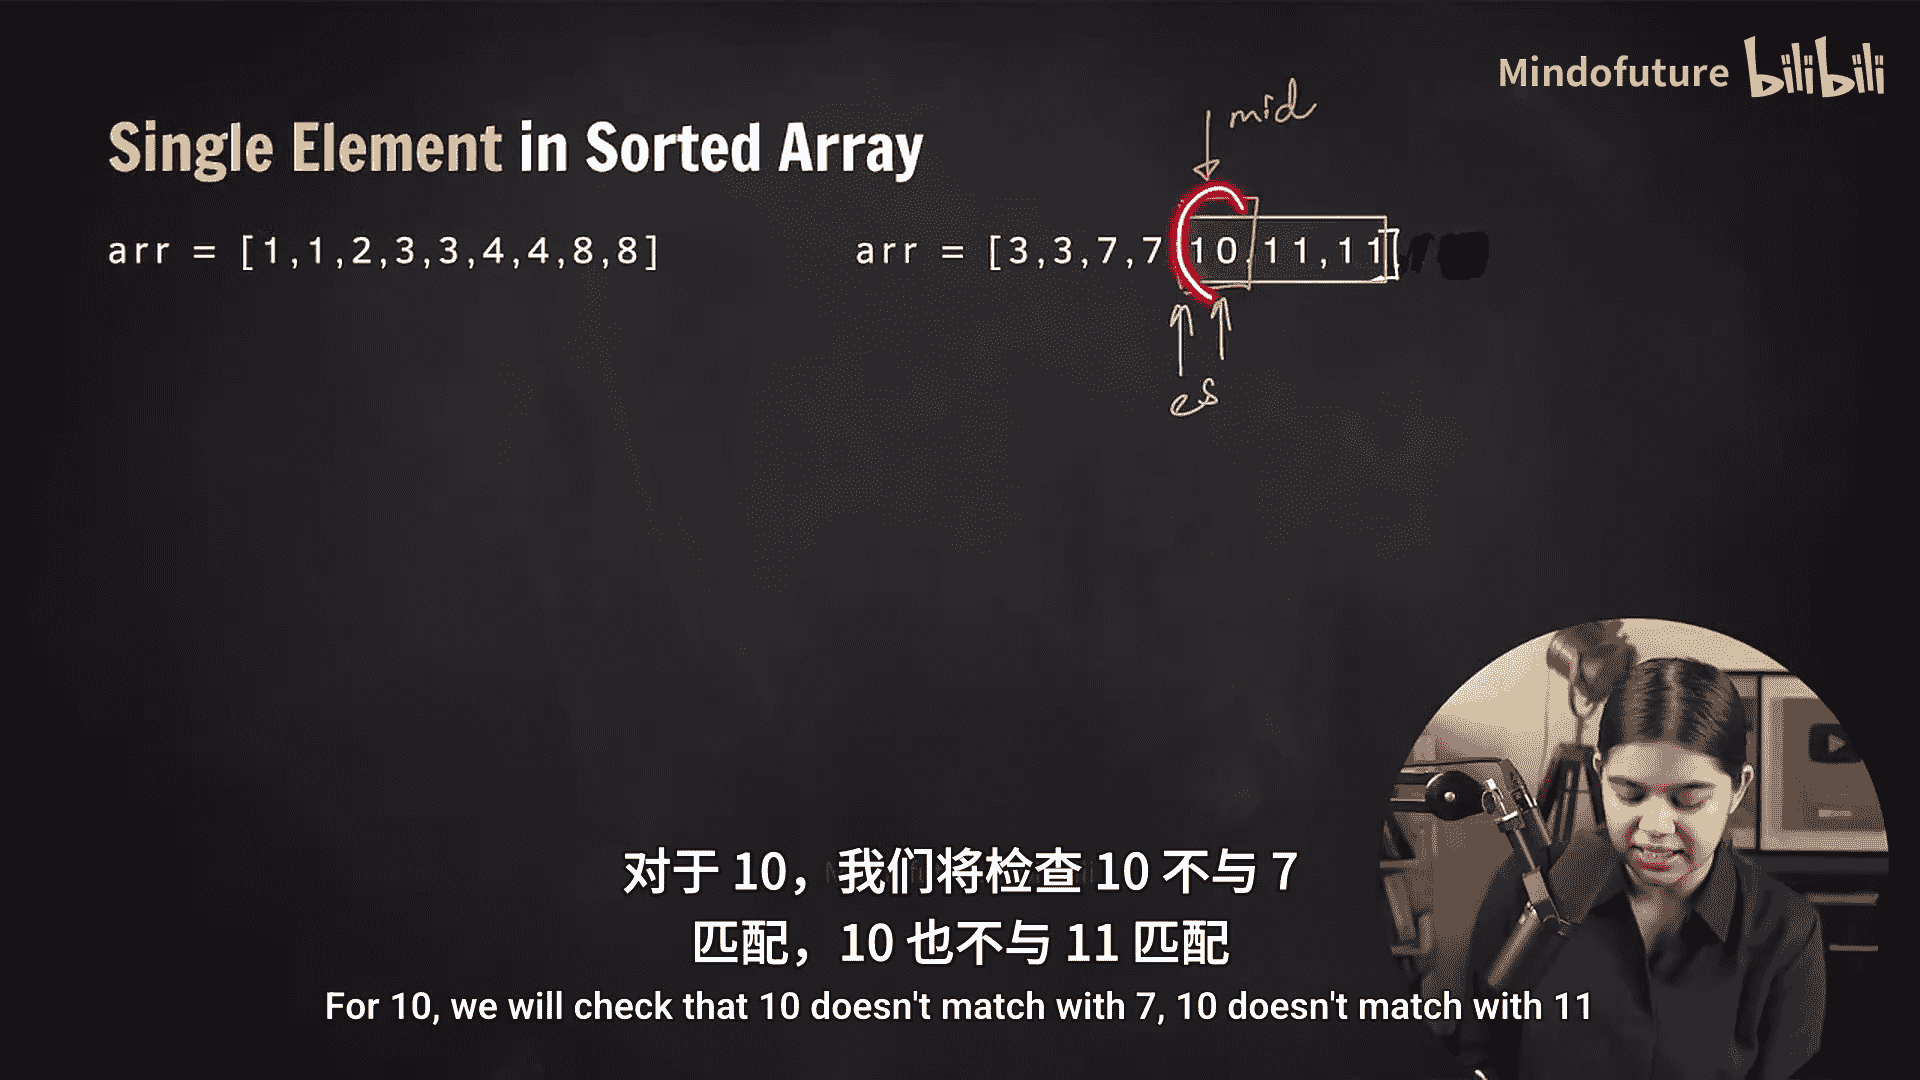 Mindofuture bilibili
mid
Single Element in Sorted Array
arr = [1,1,2,3,3,4,4,8,8]
arr = [3,3,7,7 10,11,11]
es
对于 10，我们将检查 10 不与 7
匹配，10 也不与 11 匹配
For 10, we will check that 10 doesn't match with 7, 10 doesn't match with 11